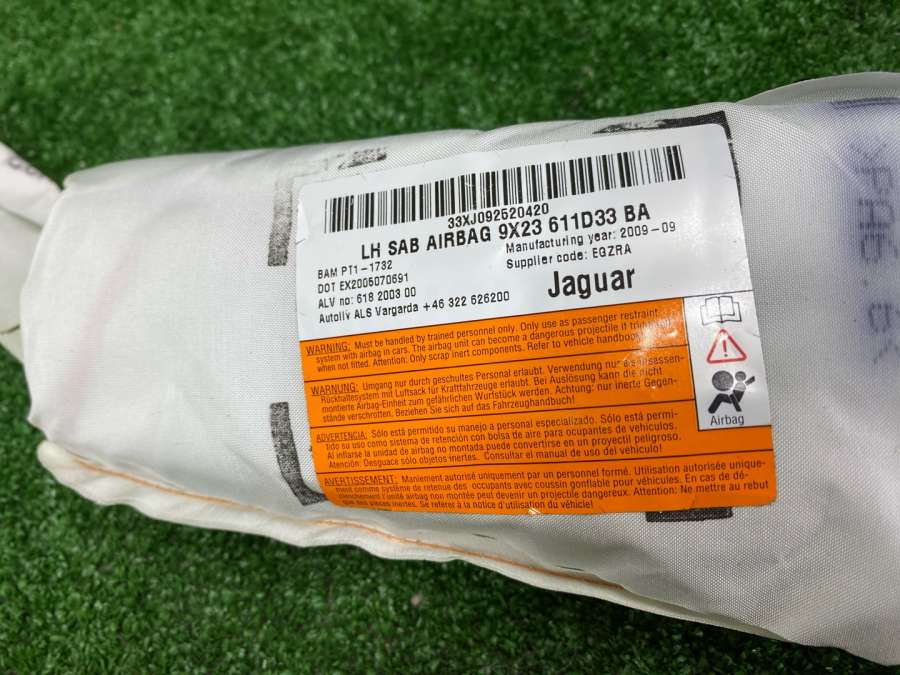 33XJ092520420
LH SAB AIRBAG 9X23 611D33 BA
BAM PT1-1732
Manufacturing year: 2009-09
DOT EX2005070691
Supplier code: EGZRA
ALV no: 618 2003 00
Autoliv ALS Vargarda +46 322 626200
Jaguar
WARNING: Must be handled by trained personnel only. Only use as passenger restraint
system with airbag in cars. The airbag unit can become a dangerous projectile if triggered
when not fitted. Attention: Only scrap inert components. Refer to vehicle handbook!
WARNUNG: Umgang nur durch geschultes Personal erlaubt. Verwendung nur als Insassen-
Rückhaltesystem mit Luftsack für Kraftfahrzeuge erlaubt. Bei Auslösung kann die nicht
montierte Airbag-Einheit zum gefährlichen Wurfstück werden. Achtung: nur inerte Gegen-
stände verschrotten. Beziehen Sie sich auf das Fahrzeughandbuch!
ADVERTENCIA: Sólo está permitido su manejo a personal especializado. Sólo está permi-
tido su uso como sistema de retención con bolsa de aire para ocupantes de vehículos.
Al inflarse la unidad de airbag no montada puede convertirse en un proyectil peligroso.
Atención: Desguace sólo objetos inertes. Consultar el manual de uso del vehículo!
AVERTISSEMENT: Maniement autorisé uniquement par un personnel formé. Utilisation autorisée unique-
ment comme système de retenue des occupants avec coussin gonflable pour véhicules. En cas de dé-
clenchement l'unité airbag non montée peut devenir un projectile dangereux. Attention: Ne mettre au rebut
que des pièces inertes. Se référer à la notice d'utilisation du véhicule!
Airbag